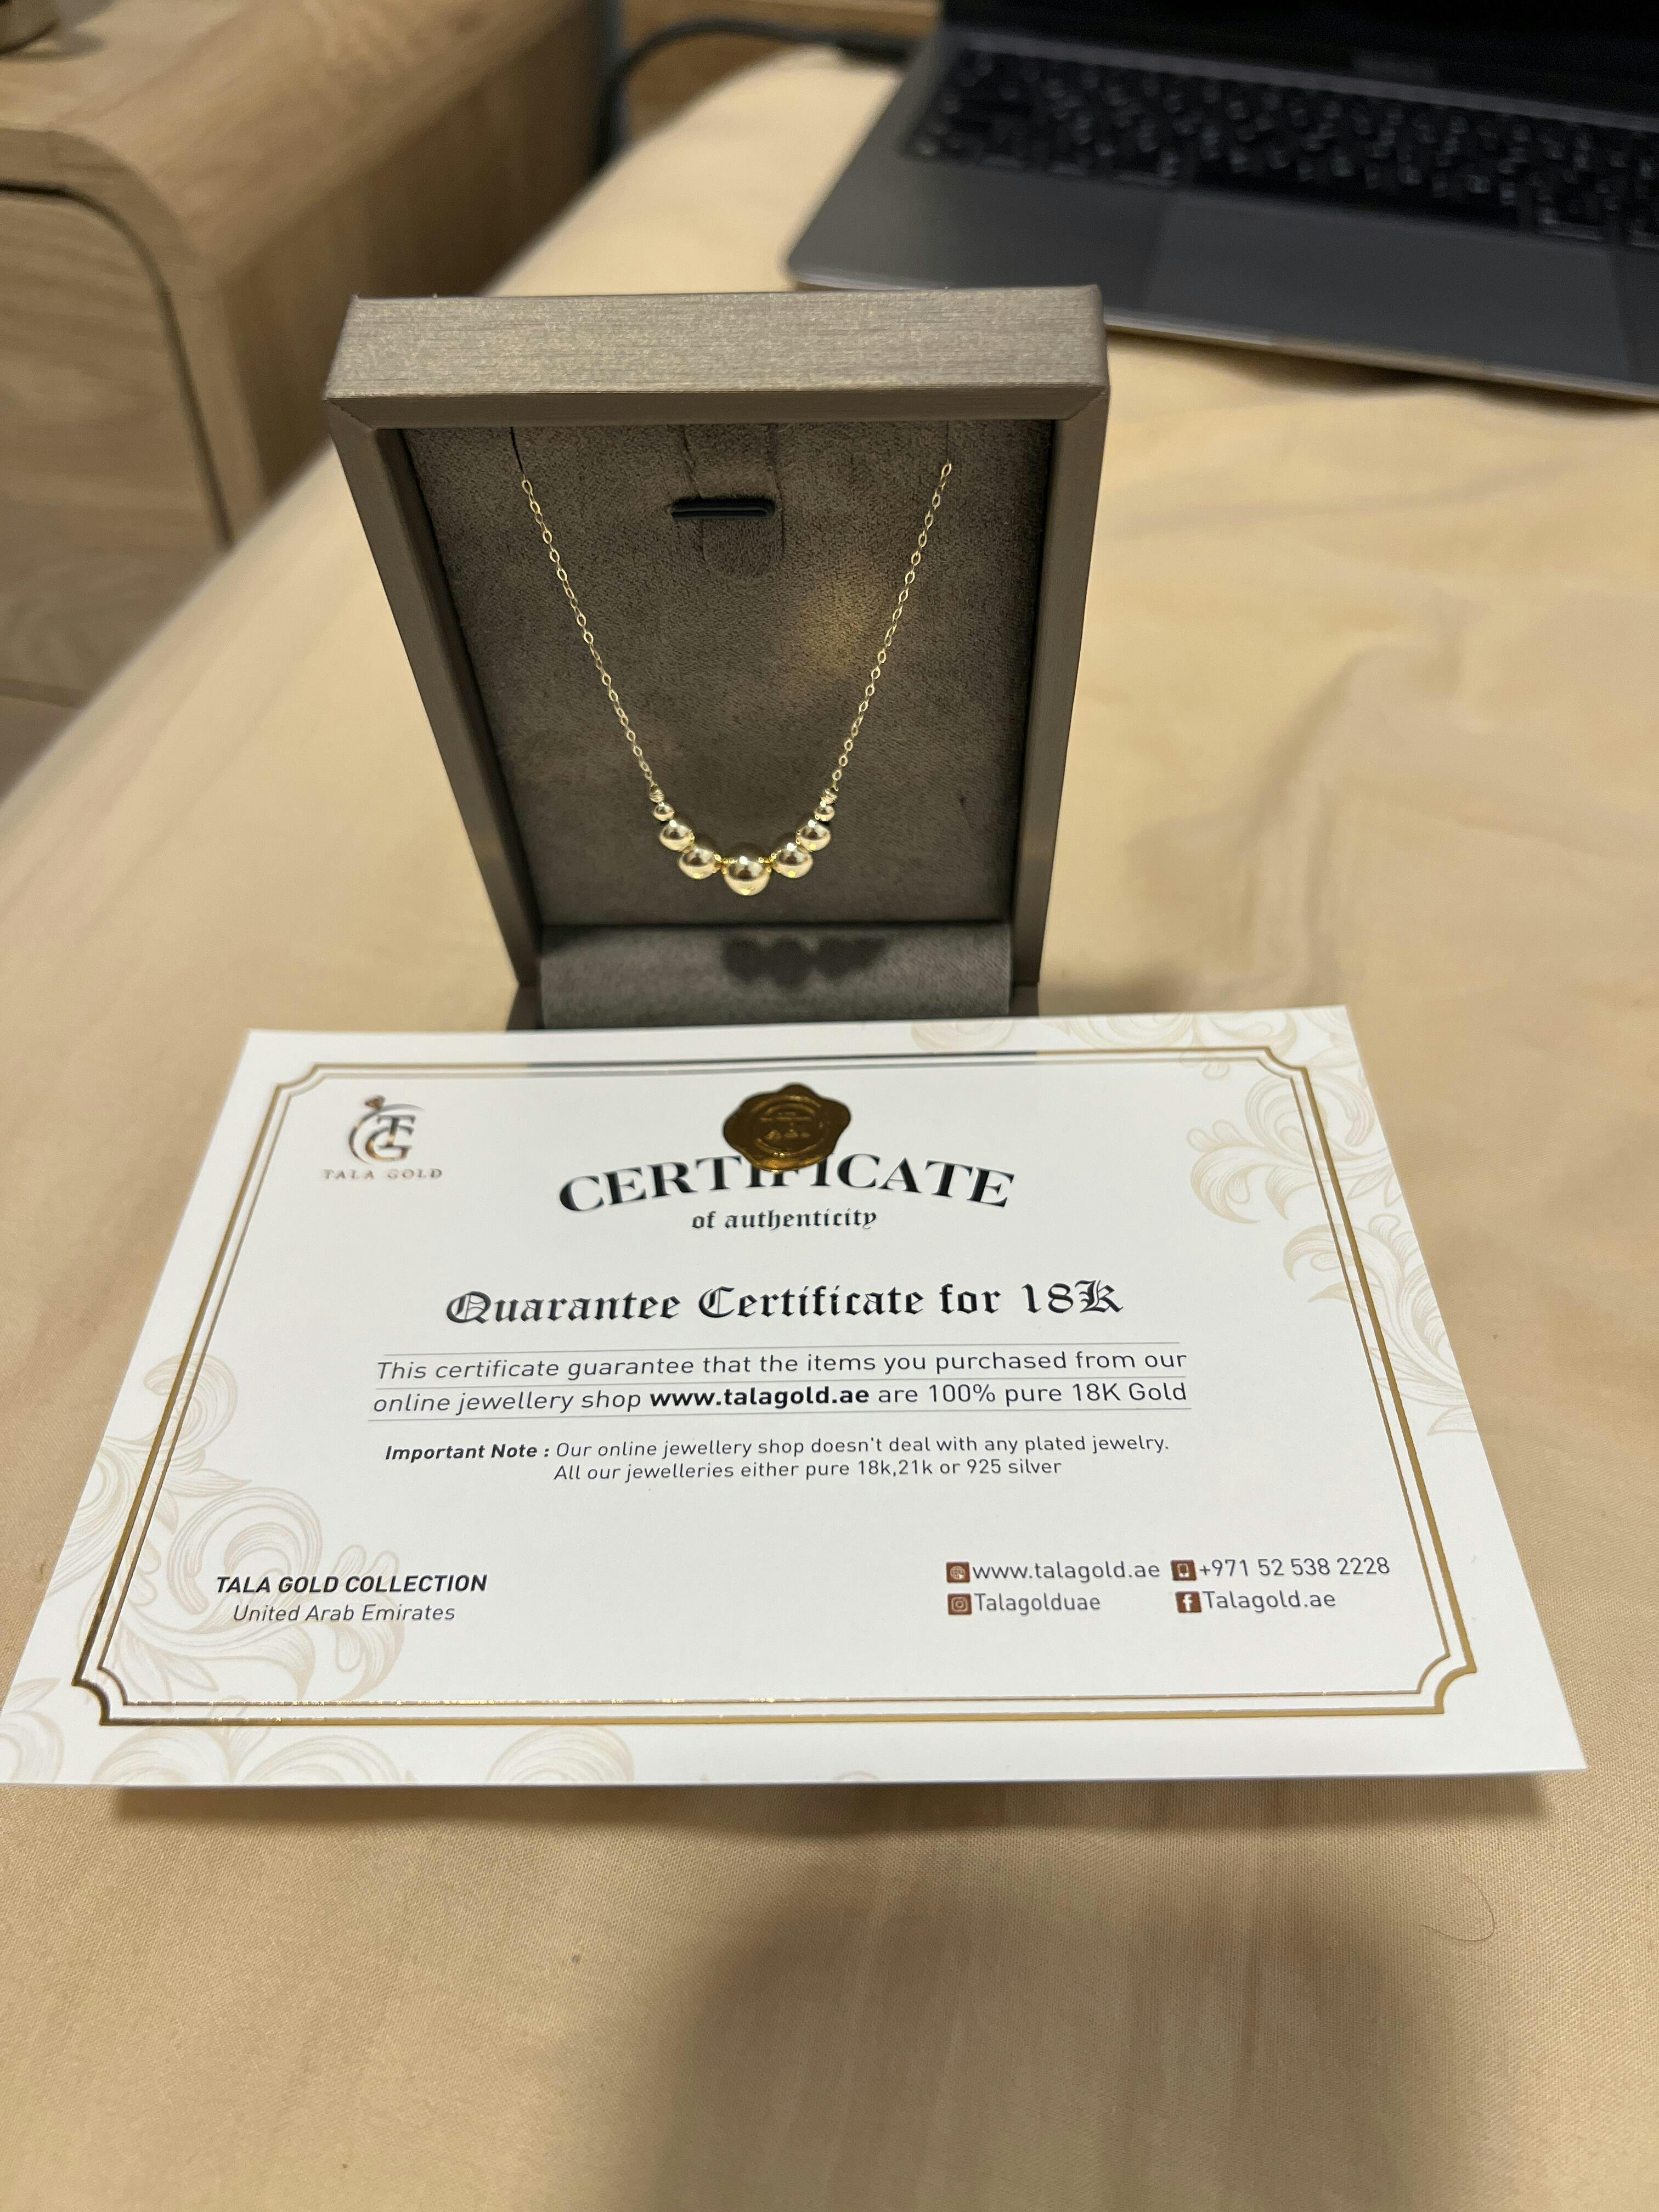 TG
TALA GOLD
CERTIFICATE
of authenticity
Quarantee Certificate for 18K
This certificate guarantee that the items you purchased from our
online jewellery shop www.talagold.ae are 100% pure 18K Gold
Important Note : Our online jewellery shop doesn't deal with any plated jewelry.
All our jewelleries either pure 18k,21k or 925 silver
TALA GOLD COLLECTION
United Arab Emirates
www.talagold.ae +971 52 538 2228
Talagolduae Talagold.ae